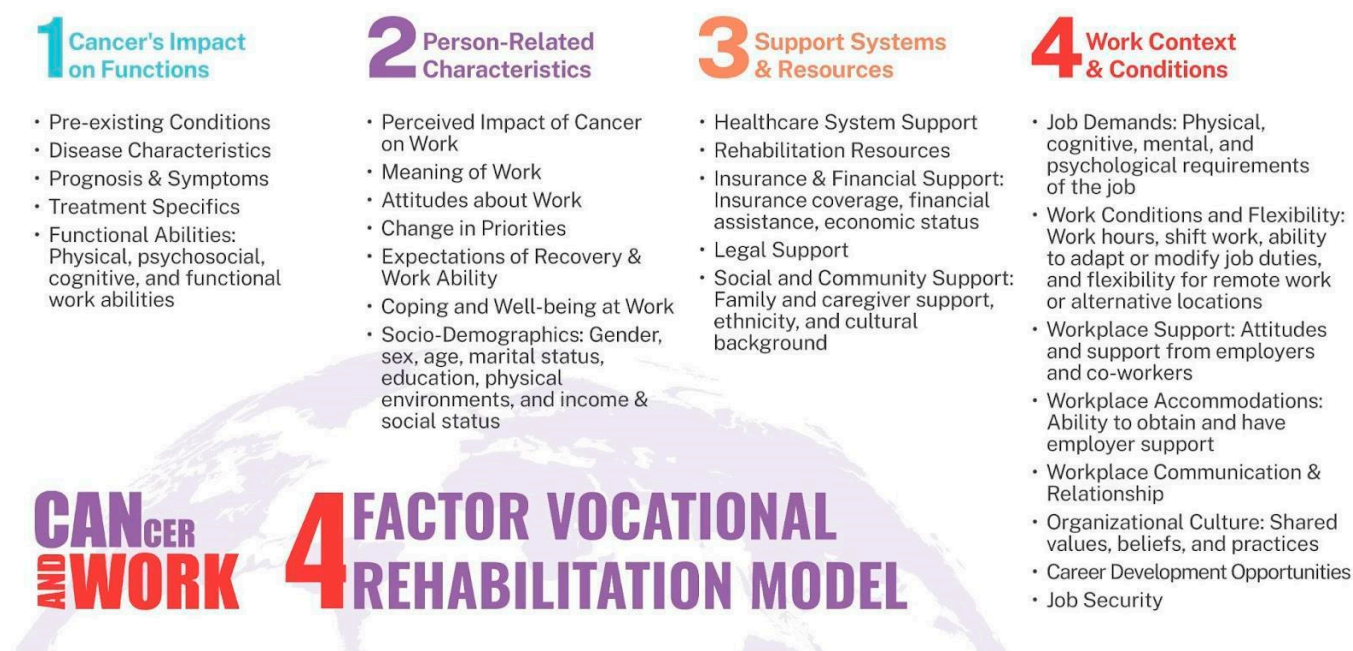 1 Cancer's Impact
on Functions
• Pre-existing Conditions
• Disease Characteristics
• Prognosis & Symptoms
• Treatment Specifics
• Functional Abilities:
Physical, psychosocial,
cognitive, and functional
work abilities
2 Person-Related
Characteristics
• Perceived Impact of Cancer
on Work
• Meaning of Work
• Attitudes about Work
• Change in Priorities
• Expectations of Recovery &
Work Ability
• Coping and Well-being at Work
• Socio-Demographics: Gender,
sex, age, marital status,
education, physical
environments, and income &
social status
3 Support Systems
& Resources
• Healthcare System Support
• Rehabilitation Resources
• Insurance & Financial Support:
Insurance coverage, financial
assistance, economic status
• Legal Support
• Social and Community Support:
Family and caregiver support,
ethnicity, and cultural
background
4 Work Context
& Conditions
• Job Demands: Physical,
cognitive, mental, and
psychological requirements
of the job
• Work Conditions and Flexibility:
Work hours, shift work, ability
to adapt or modify job duties,
and flexibility for remote work
or alternative locations
• Workplace Support: Attitudes
and support from employers
and co-workers
• Workplace Accommodations:
Ability to obtain and have
employer support
• Workplace Communication &
Relationship
• Organizational Culture: Shared
values, beliefs, and practices
• Career Development Opportunities
• Job Security
CANCER
AND WORK
4 FACTOR VOCATIONAL
REHABILITATION MODEL